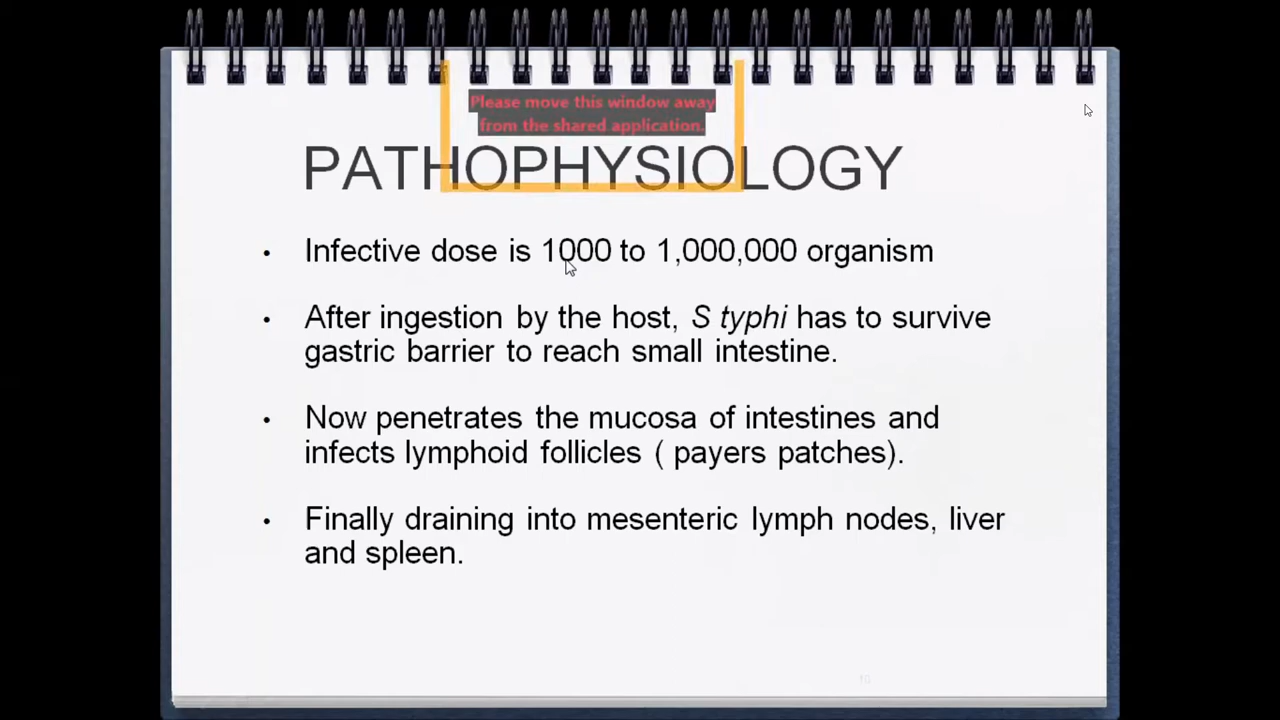 Please move this window away
from the shared application.
PATHOPHYSIOLOGY
• Infective dose is 1000 to 1,000,000 organism
• After ingestion by the host, S typhi has to survive
gastric barrier to reach small intestine.
• Now penetrates the mucosa of intestines and
infects lymphoid follicles ( payers patches).
• Finally draining into mesenteric lymph nodes, liver
and spleen.